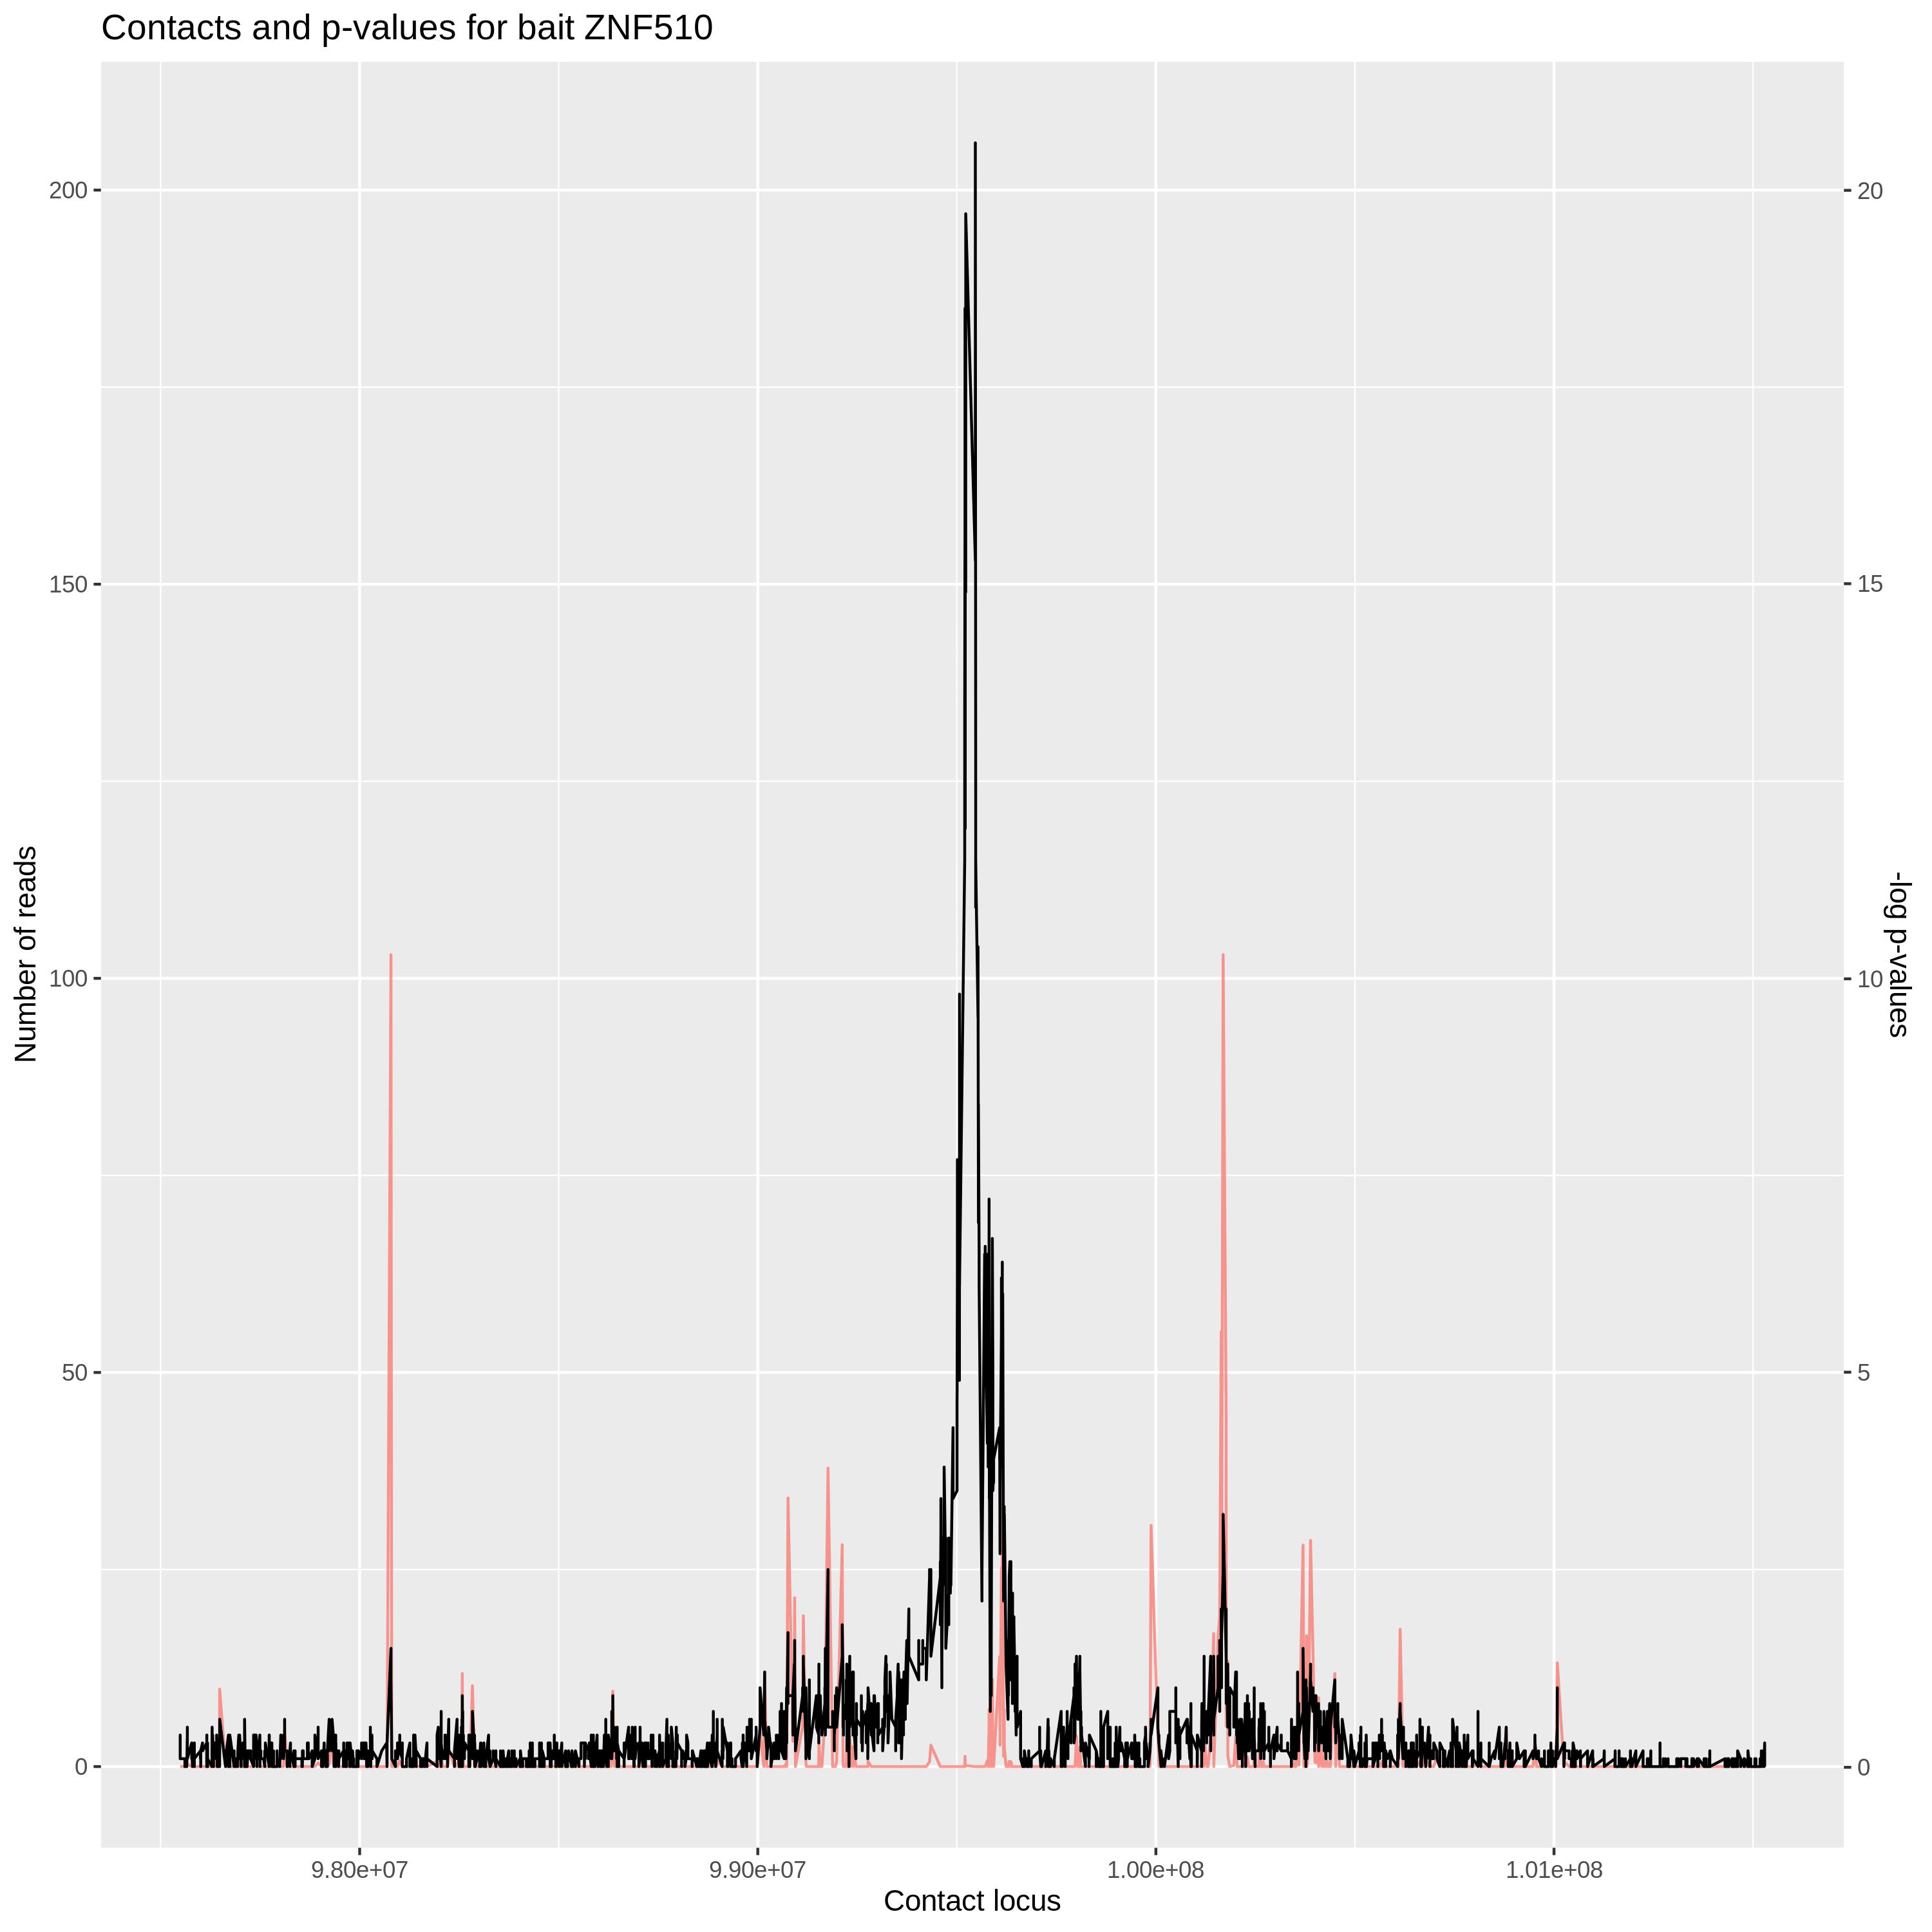 Contacts and p-values for bait ZNF510
200
150
100
50
0
20
15
10
5
0
Number of reads
-log p-values
9.80e+07
9.90e+07
1.00e+08
1.01e+08
Contact locus